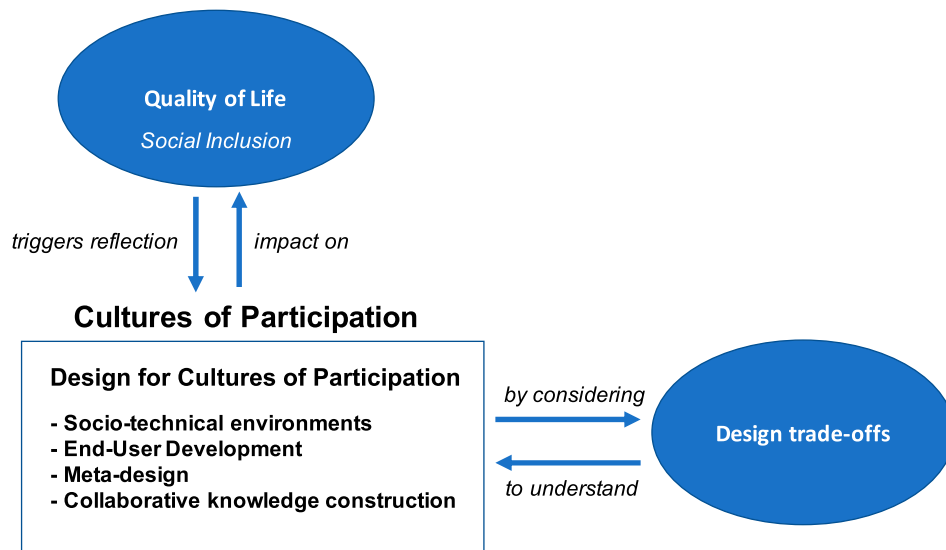 Quality of Life
Social Inclusion
triggers reflection
impact on
Cultures of Participation
Design for Cultures of Participation
- Socio-technical environments
- End-User Development
- Meta-design
- Collaborative knowledge construction
by considering
to understand
Design trade-offs